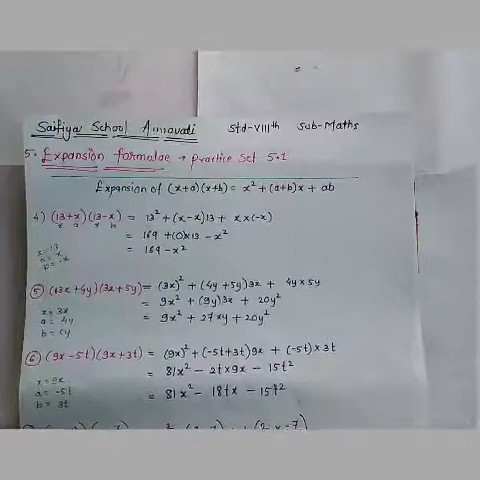 Saifiya School Amravati Std-VIIIth Sub-Maths
5. Expansion formulae → practice Set 5.1
Expansion of (x+a)(x+b) = x² + (a+b)x + ab
4) (13+x)(13-x) = 13² + (x-x)13 + x×(-x)
x a x b
= 169 + (0)×13 - x²
x = 13
a = x
b = -x
= 169 - x²
⑤ (3x+4y)(3x+5y) = (3x)² + (4y+5y)3x + 4y×5y
= 9x² + (9y)3x + 20y²
x = 3x
a = 4y
b = 5y
= 9x² + 27xy + 20y²
⑥ (9x-5t)(9x+3t) = (9x)² + (-5t+3t)9x + (-5t)×3t
= 81x² - 2t×9x - 15t²
x = 9x
a = -5t
b = 3t
= 81x² - 18tx - 15t²